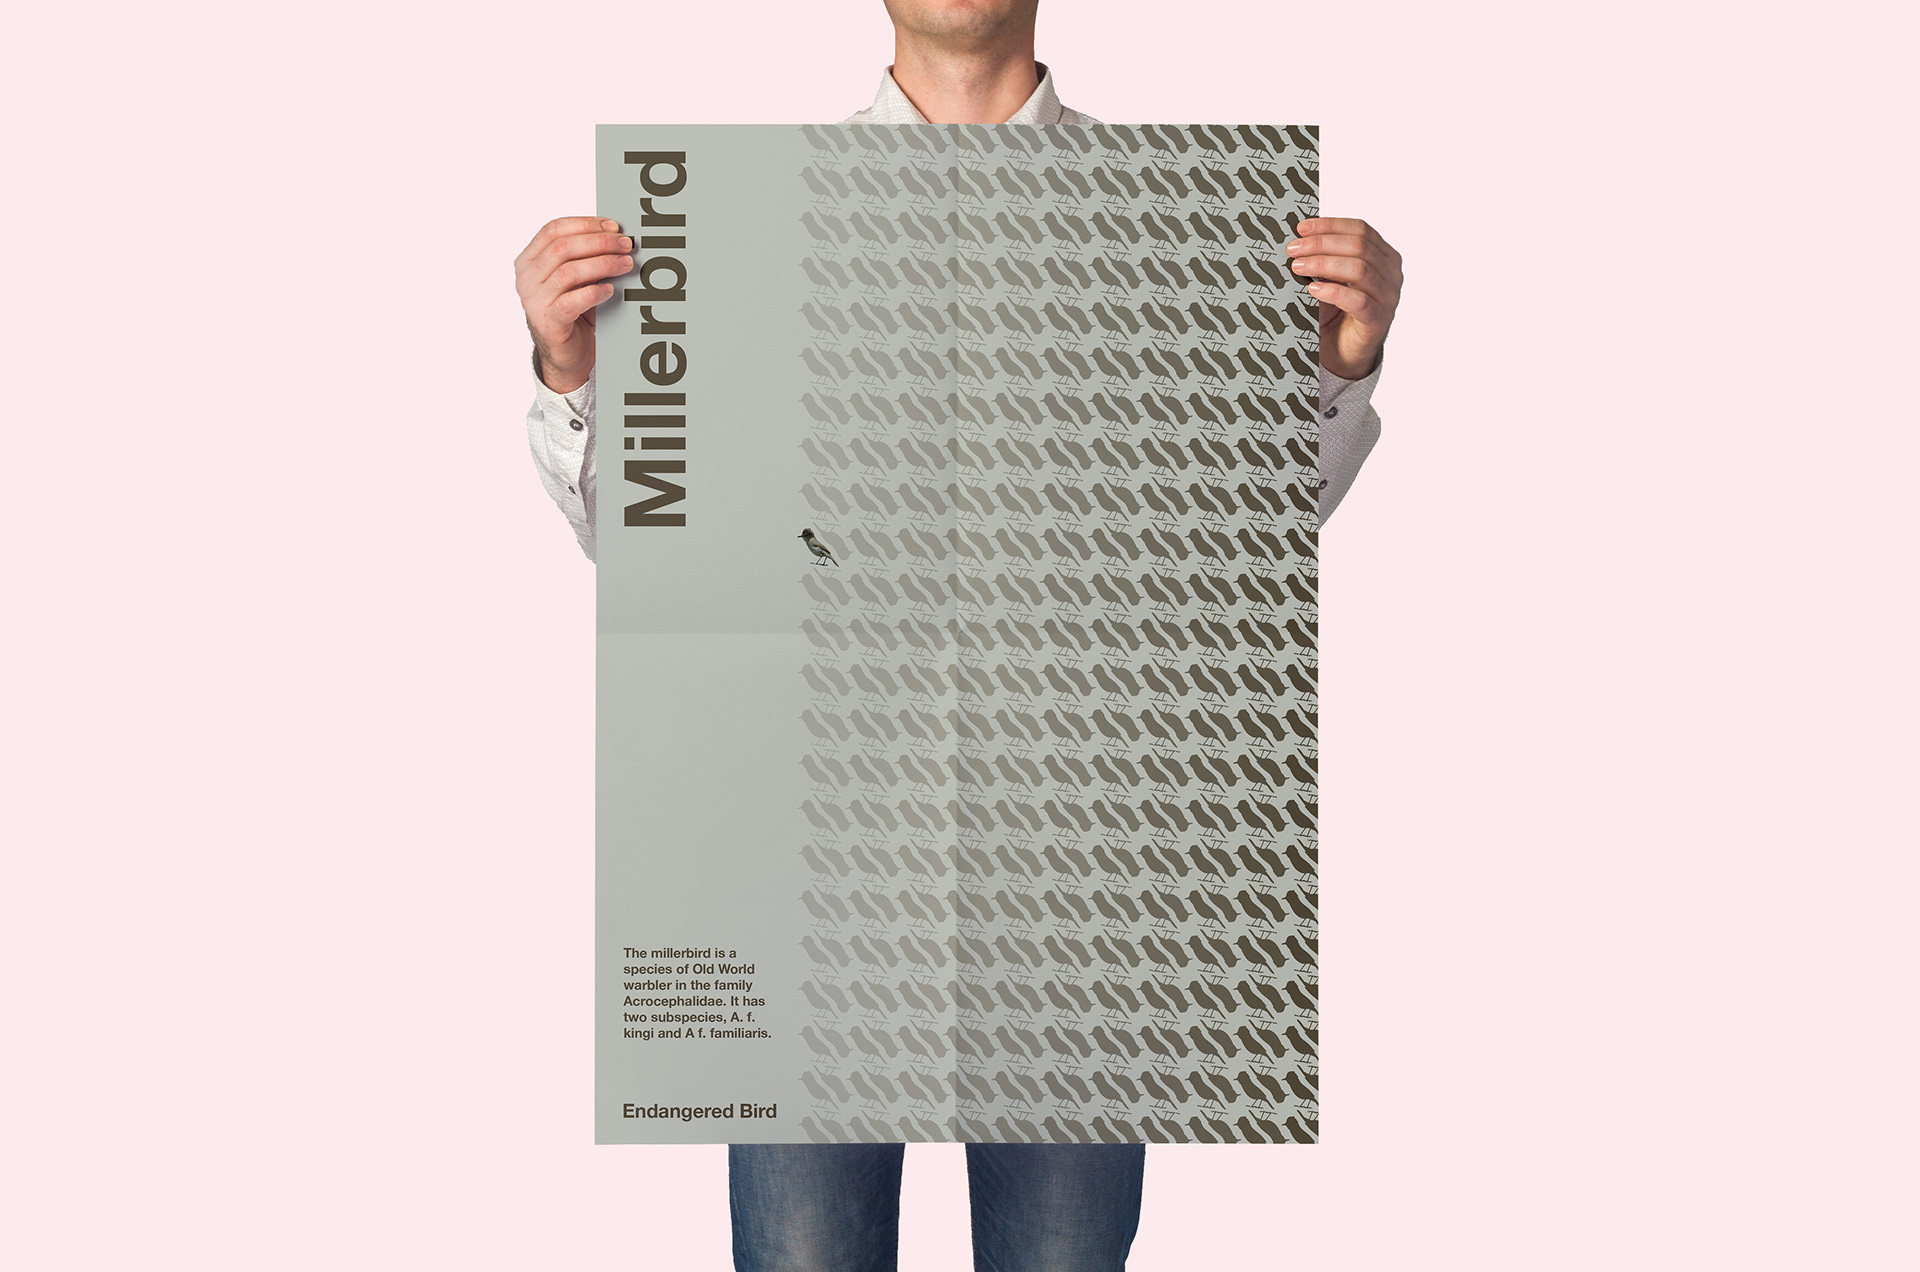 Millerbird
The millerbird is a
species of Old World
warbler in the family
Acrocephalidae. It has
two subspecies, A. f.
kingi and A f. familiaris.
Endangered Bird